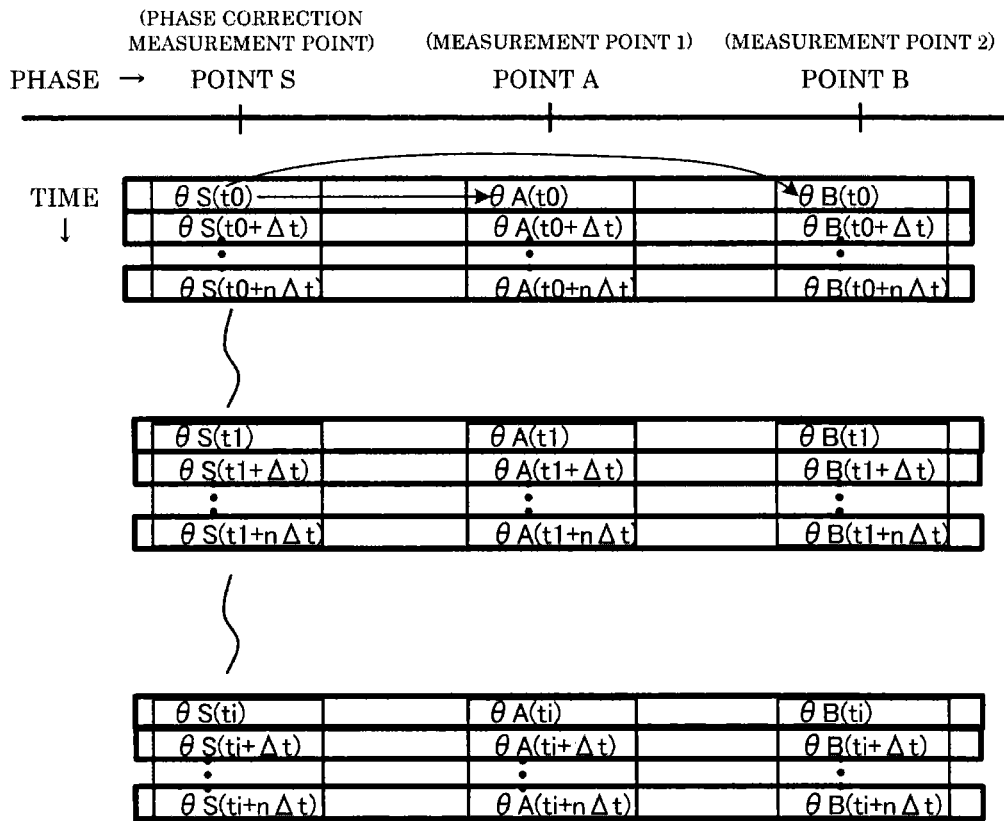 (PHASE CORRECTION
MEASUREMENT POINT) (MEASUREMENT POINT 1) (MEASUREMENT POINT 2)
PHASE → POINT S POINT A POINT B
TIME θ S(t0) θ A(t0) θ B(t0)
↓ θ S(t0+Δt) θ A(t0+Δt) θ B(t0+Δt)
θ S(t0+nΔt) θ A(t0+nΔt) θ B(t0+nΔt)
θ S(t1) θ A(t1) θ B(t1)
θ S(t1+Δt) θ A(t1+Δt) θ B(t1+Δt)
θ S(t1+nΔt) θ A(t1+nΔt) θ B(t1+nΔt)
θ S(ti) θ A(ti) θ B(ti)
θ S(ti+Δt) θ A(ti+Δt) θ B(ti+Δt)
θ S(ti+nΔt) θ A(ti+nΔt) θ B(ti+nΔt)